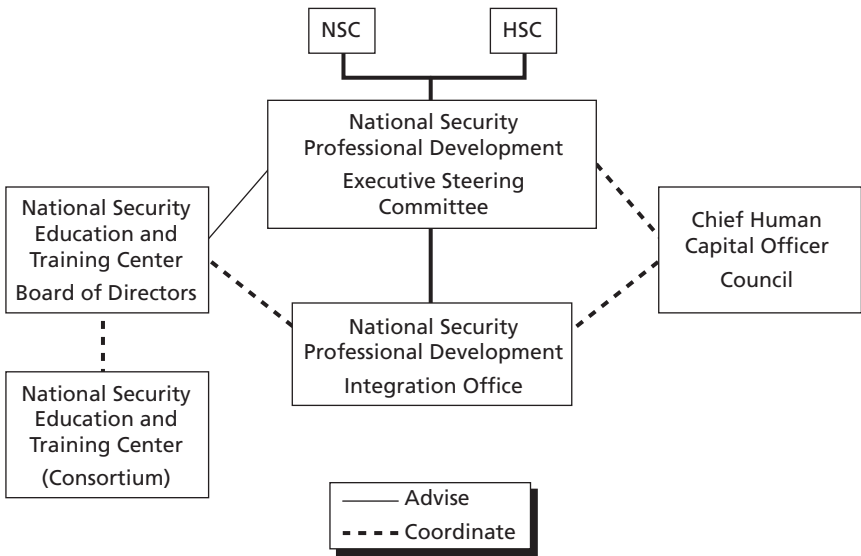 NSC
HSC
National Security
Professional Development
Executive Steering
Committee
National Security
Education and
Training Center
Board of Directors
Chief Human
Capital Officer
Council
National Security
Professional Development
Integration Office
National Security
Education and
Training Center
(Consortium)
Advise
Coordinate